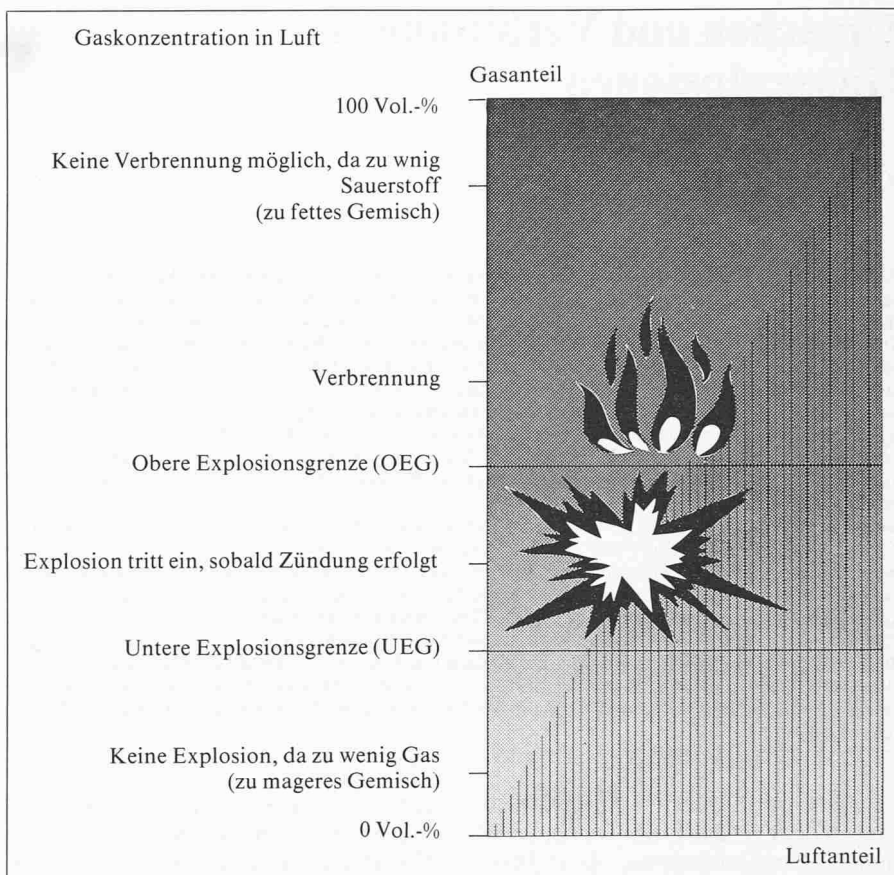 Gaskonzentration in Luft
Gasanteil
100 Vol.-%
Keine Verbrennung möglich, da zu wnig
Sauerstoff
(zu fettes Gemisch)
Verbrennung
Obere Explosionsgrenze (OEG)
Explosion tritt ein, sobald Zündung erfolgt
Untere Explosionsgrenze (UEG)
Keine Explosion, da zu wenig Gas
(zu mageres Gemisch)
0 Vol.-%
Luftanteil